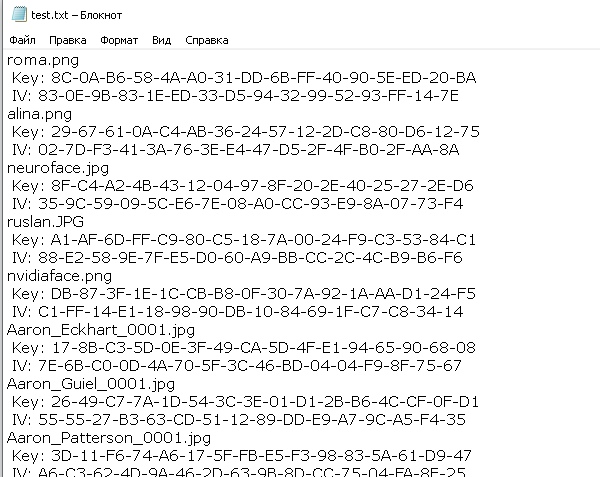 test.txt – Блокнот
Файл Правка Формат Вид Справка
roma.png
Key: 8C-0A-B6-58-4A-A0-31-DD-6B-FF-40-90-5E-ED-20-BA
IV: 83-0E-9B-83-1E-ED-33-D5-94-32-99-52-93-FF-14-7E
alina.png
Key: 29-67-61-0A-C4-AB-36-24-57-12-2D-C8-80-D6-12-75
IV: 02-7D-F3-41-3A-76-3E-E4-47-D5-2F-4F-B0-2F-AA-8A
neuroface.jpg
Key: 8F-C4-A2-4B-43-12-04-97-8F-20-2E-40-25-27-2E-D6
IV: 35-9C-59-09-5C-E6-7E-08-A0-CC-93-E9-8A-07-73-F4
ruslan.JPG
Key: A1-AF-6D-FF-C9-80-C5-18-7A-00-24-F9-C3-53-84-C1
IV: 88-E2-58-9E-7F-E5-D0-60-A9-BB-CC-2C-4C-B9-B6-F6
nvidiaface.png
Key: DB-87-3F-1E-1C-CB-B8-0F-30-7A-92-1A-AA-D1-24-F5
IV: C1-FF-14-E1-18-98-90-DB-10-84-69-1F-C7-C8-34-14
Aaron_Eckhart_0001.jpg
Key: 17-8B-C3-5D-0E-3F-49-CA-5D-4F-E1-94-65-90-68-08
IV: 7E-6B-C0-0D-4A-70-5F-3C-46-BD-04-04-F9-8F-75-67
Aaron_Guiel_0001.jpg
Key: 26-49-C7-7A-1D-54-3C-3E-01-D1-2B-B6-4C-CF-0F-D1
IV: 55-55-27-B3-63-CD-51-12-89-DD-E9-A7-9C-A5-F4-35
Aaron_Patterson_0001.jpg
Key: 3D-11-F6-74-A6-17-5F-FB-E5-F3-98-83-5A-61-D9-47
IV: A6-C3-62-4D-9A-46-2D-63-9B-8D-CC-75-04-FA-8F-25